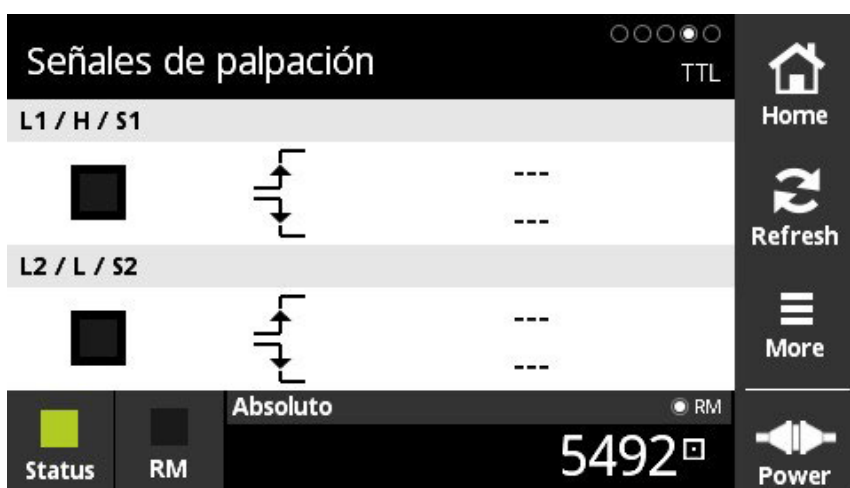 Señales de palpación
TTL
Home
L1 / H / S1
---
---
Refresh
L2 / L / S2
---
---
More
Absoluto
RM
5492
Status
RM
Power